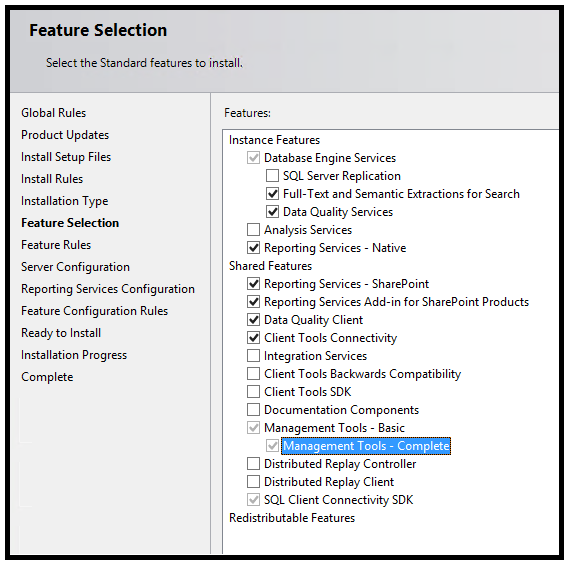 Feature Selection
Select the Standard features to install.
Global Rules
Product Updates
Install Setup Files
Install Rules
Installation Type
Feature Selection
Feature Rules
Server Configuration
Reporting Services Configuration
Feature Configuration Rules
Ready to Install
Installation Progress
Complete
Features:
Instance Features
Database Engine Services
SQL Server Replication
Full-Text and Semantic Extractions for Search
Data Quality Services
Analysis Services
Reporting Services - Native
Shared Features
Reporting Services - SharePoint
Reporting Services Add-in for SharePoint Products
Data Quality Client
Client Tools Connectivity
Integration Services
Client Tools Backwards Compatibility
Client Tools SDK
Documentation Components
Management Tools - Basic
Management Tools - Complete
Distributed Replay Controller
Distributed Replay Client
SQL Client Connectivity SDK
Redistributable Features